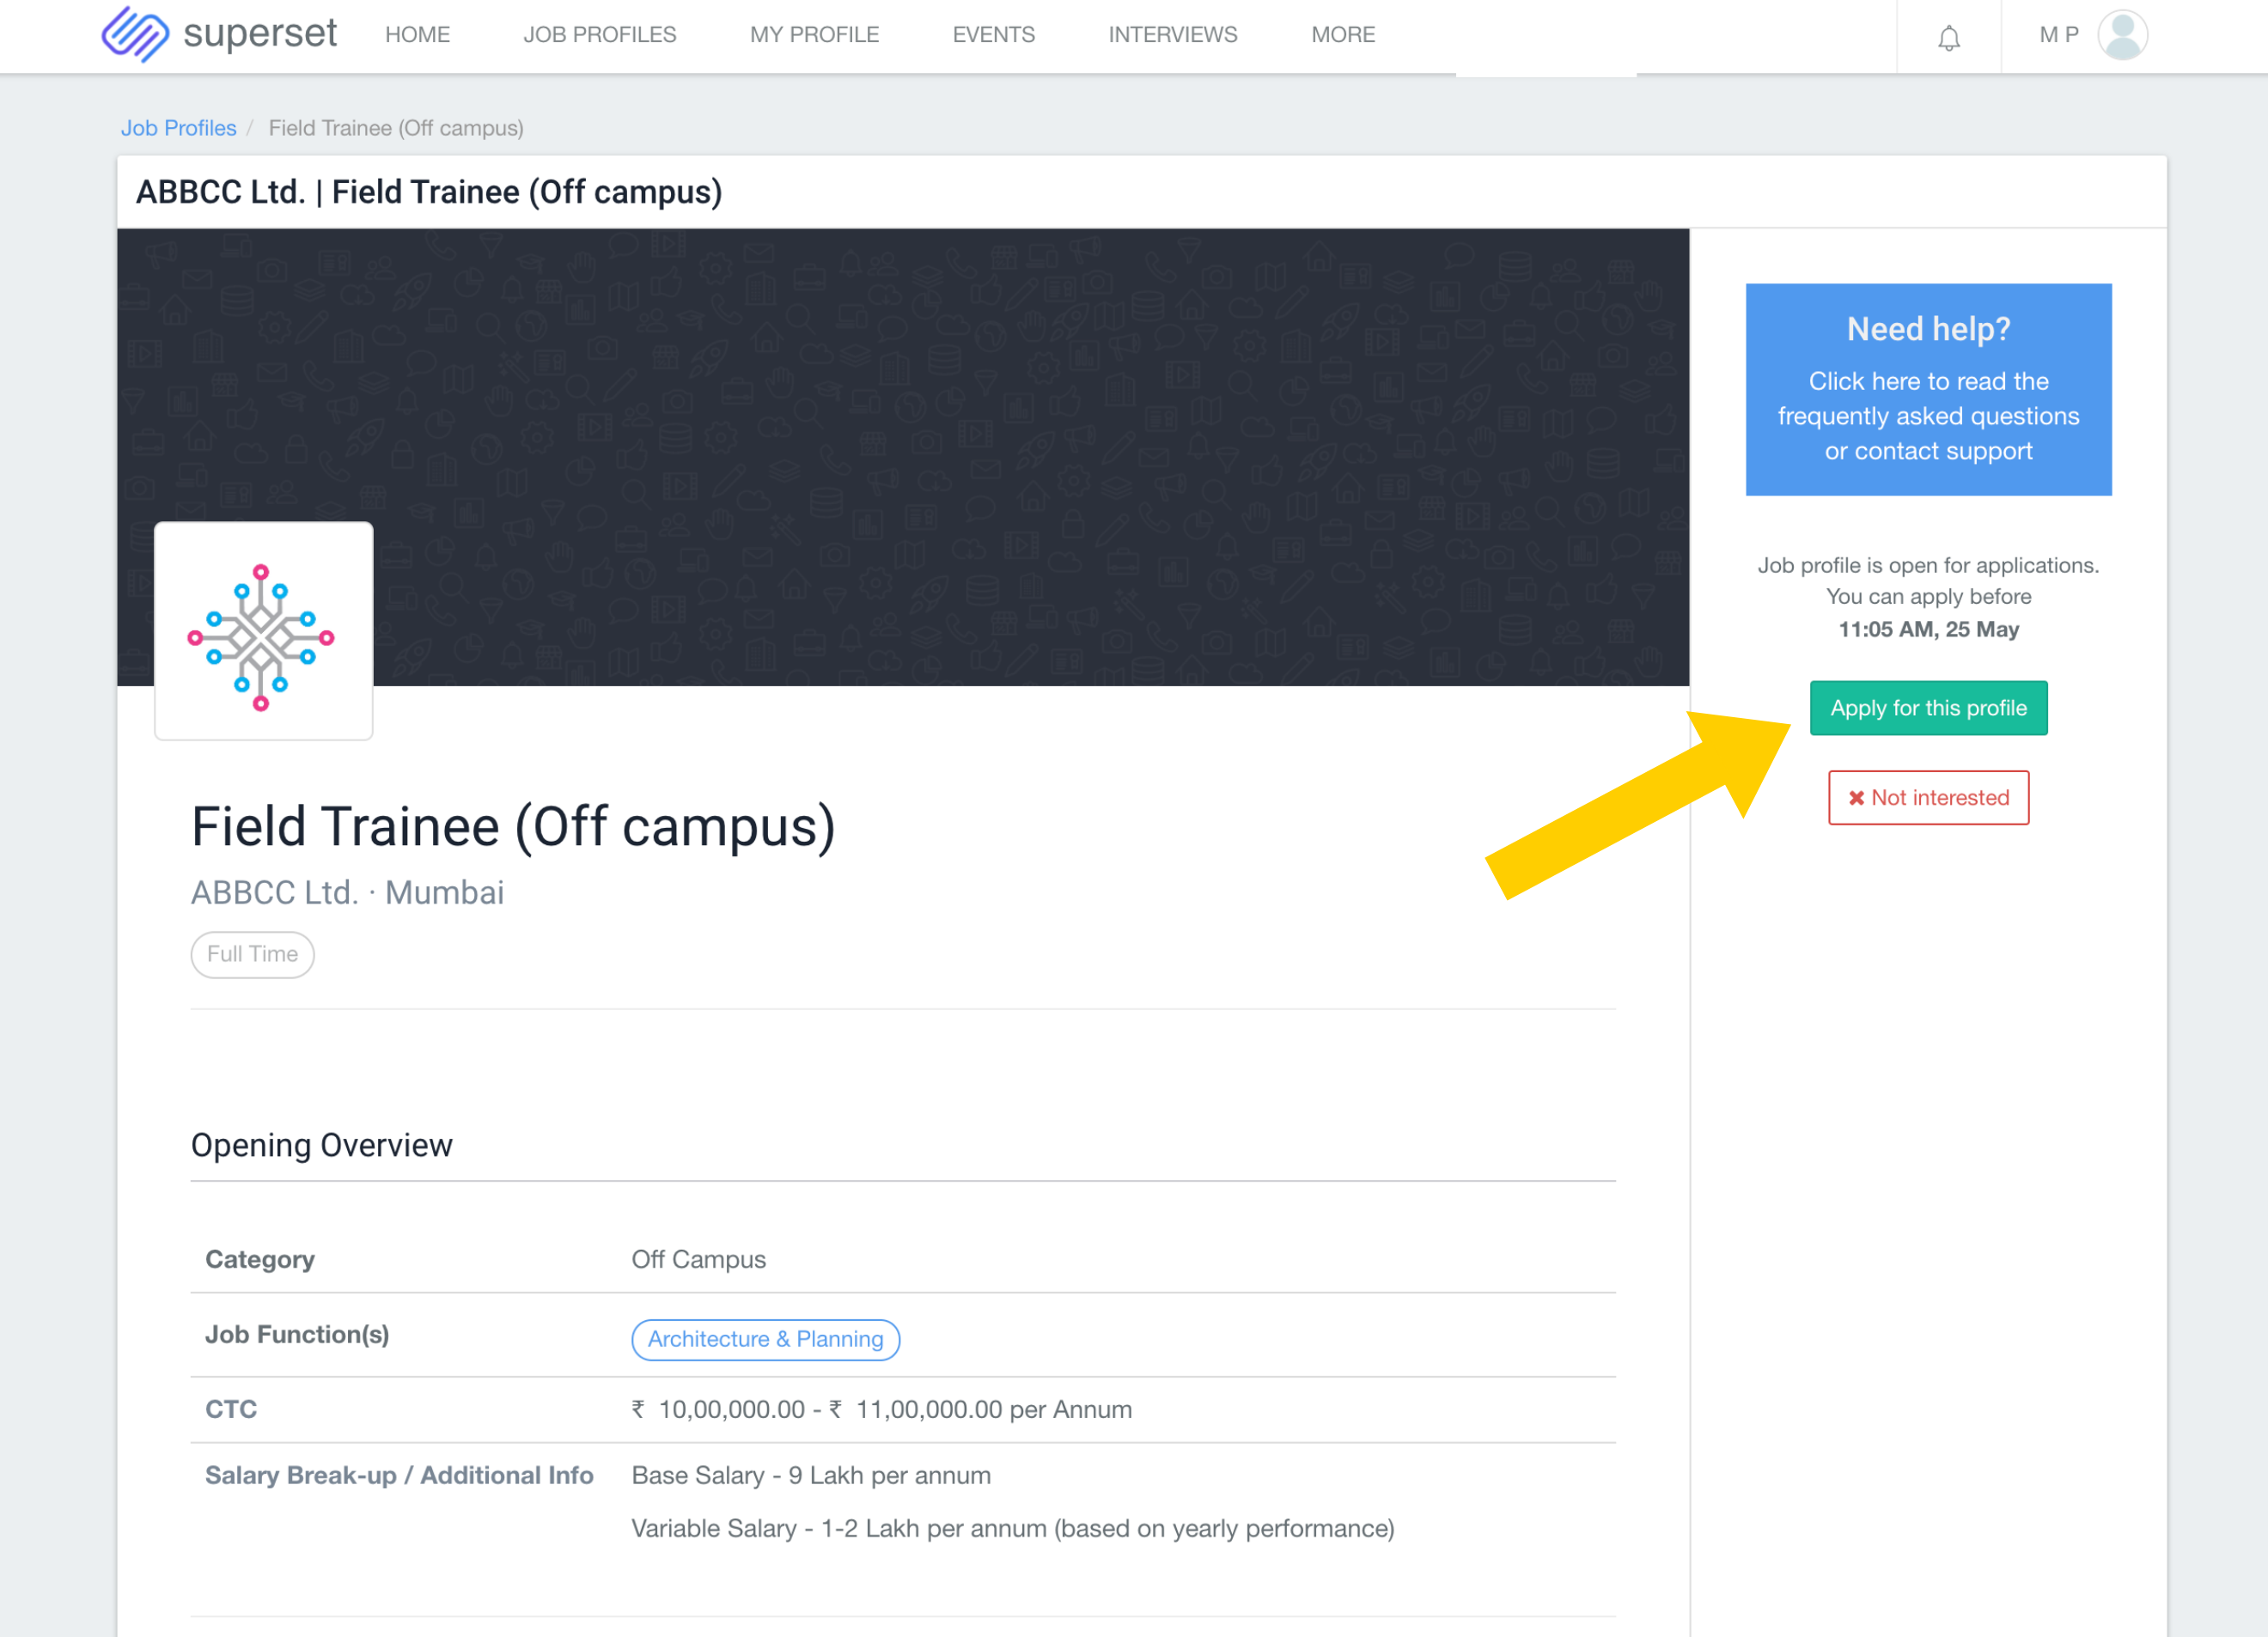 superset
HOME
JOB PROFILES
MY PROFILE
EVENTS
INTERVIEWS
MORE
M P
Job Profiles / Field Trainee (Off campus)
ABBCC Ltd. | Field Trainee (Off campus)
Need help?
Click here to read the
frequently asked questions
or contact support
Job profile is open for applications.
You can apply before
11:05 AM, 25 May
Apply for this profile
Not interested
Field Trainee (Off campus)
ABBCC Ltd. · Mumbai
Full Time
Opening Overview
Category Off Campus
Job Function(s) Architecture & Planning
CTC ₹ 10,00,000.00 - ₹ 11,00,000.00 per Annum
Salary Break-up / Additional Info Base Salary - 9 Lakh per annum
Variable Salary - 1-2 Lakh per annum (based on yearly performance)